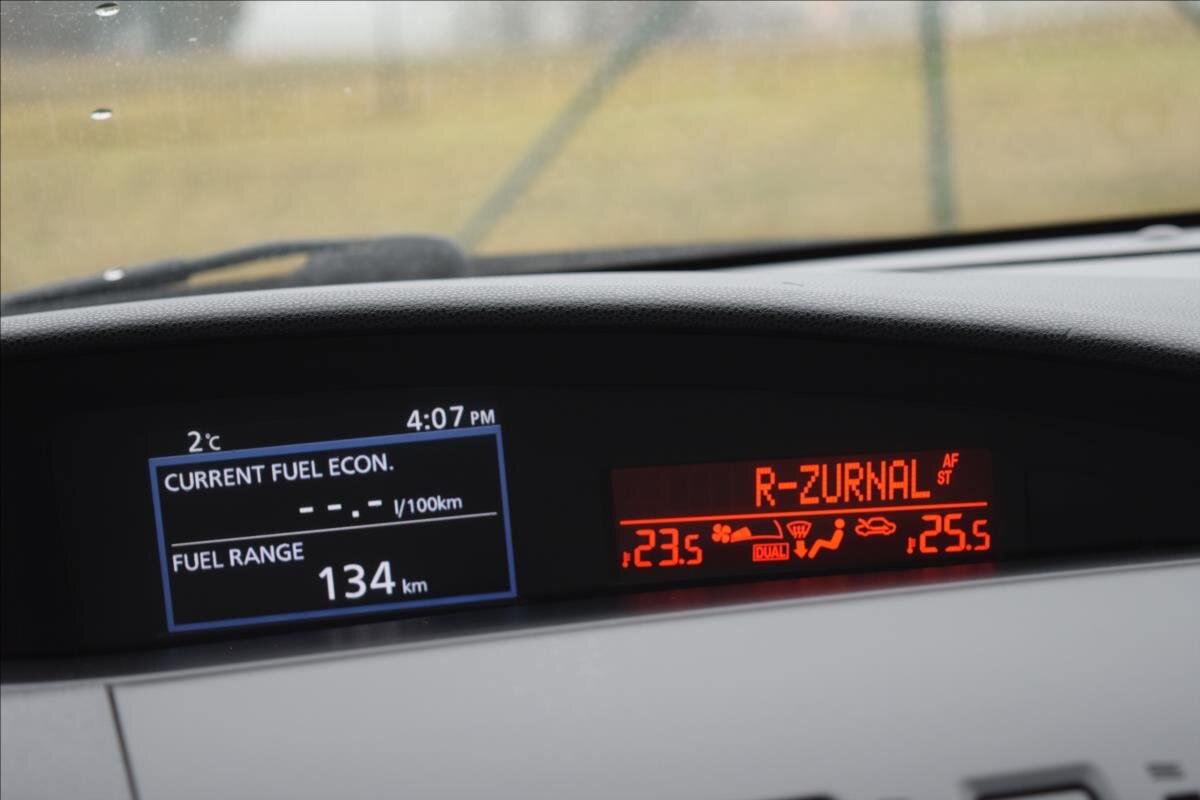 2°C 4:07 PM
CURRENT FUEL ECON.
--.- l/100km
FUEL RANGE
134 km
R-ZURNAL AF
ST
23.5 DUAL 25.5